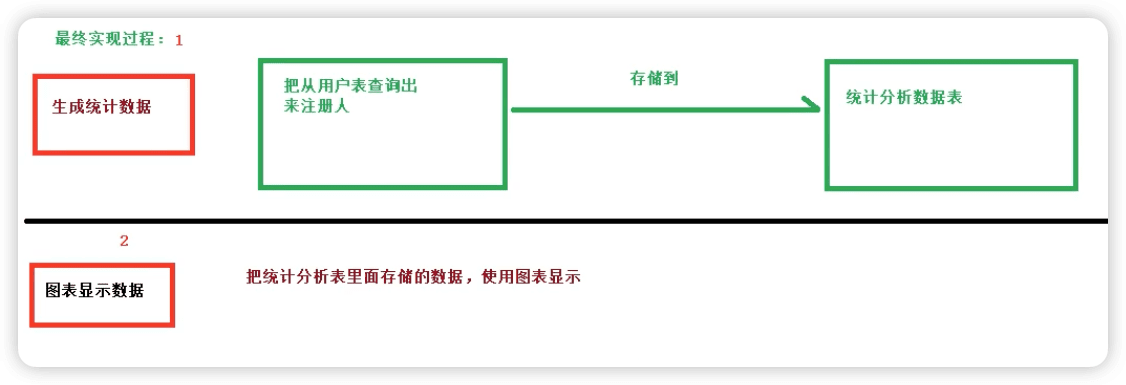 最终实现过程：1
生成统计数据
把从用户表查询出
来注册人
存储到
统计分析数据表
2
图表显示数据
把统计分析表里面存储的数据，使用图表显示